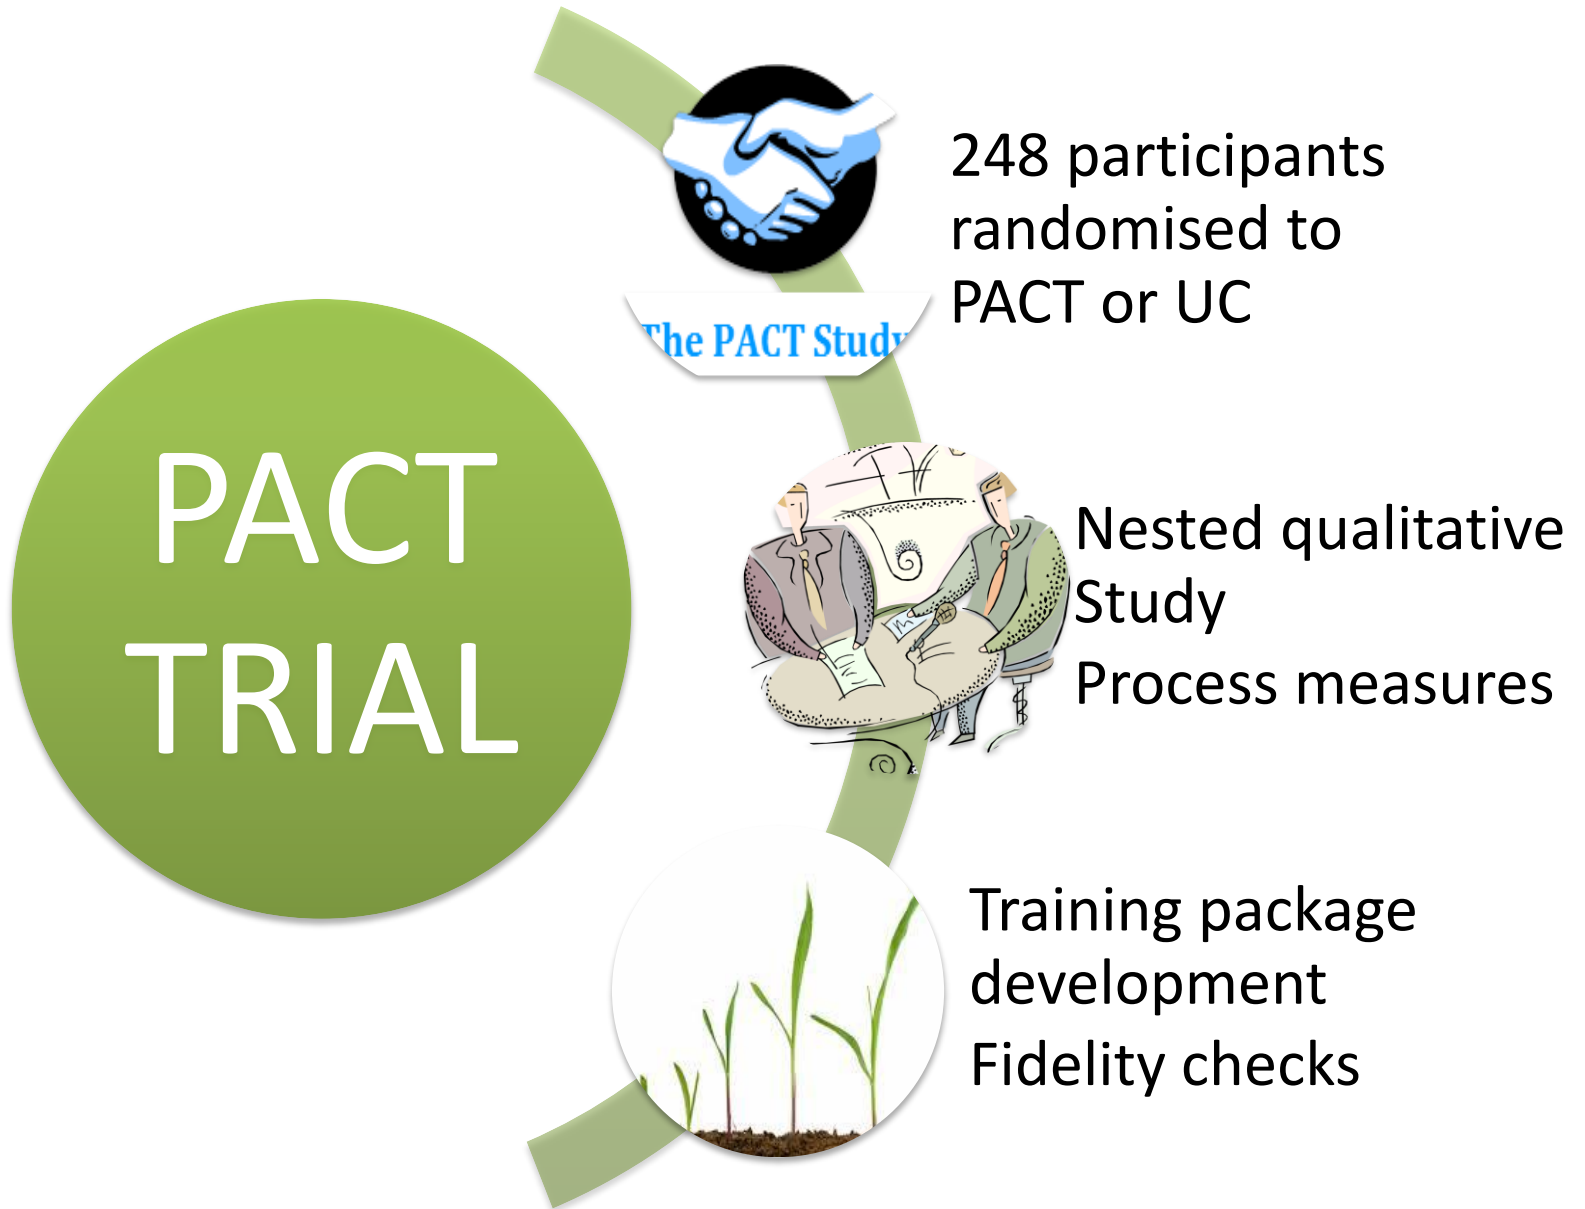 PACT
TRIAL
The PACT Study
248 participants
randomised to
PACT or UC
Nested qualitative
Study
Process measures
Training package
development
Fidelity checks